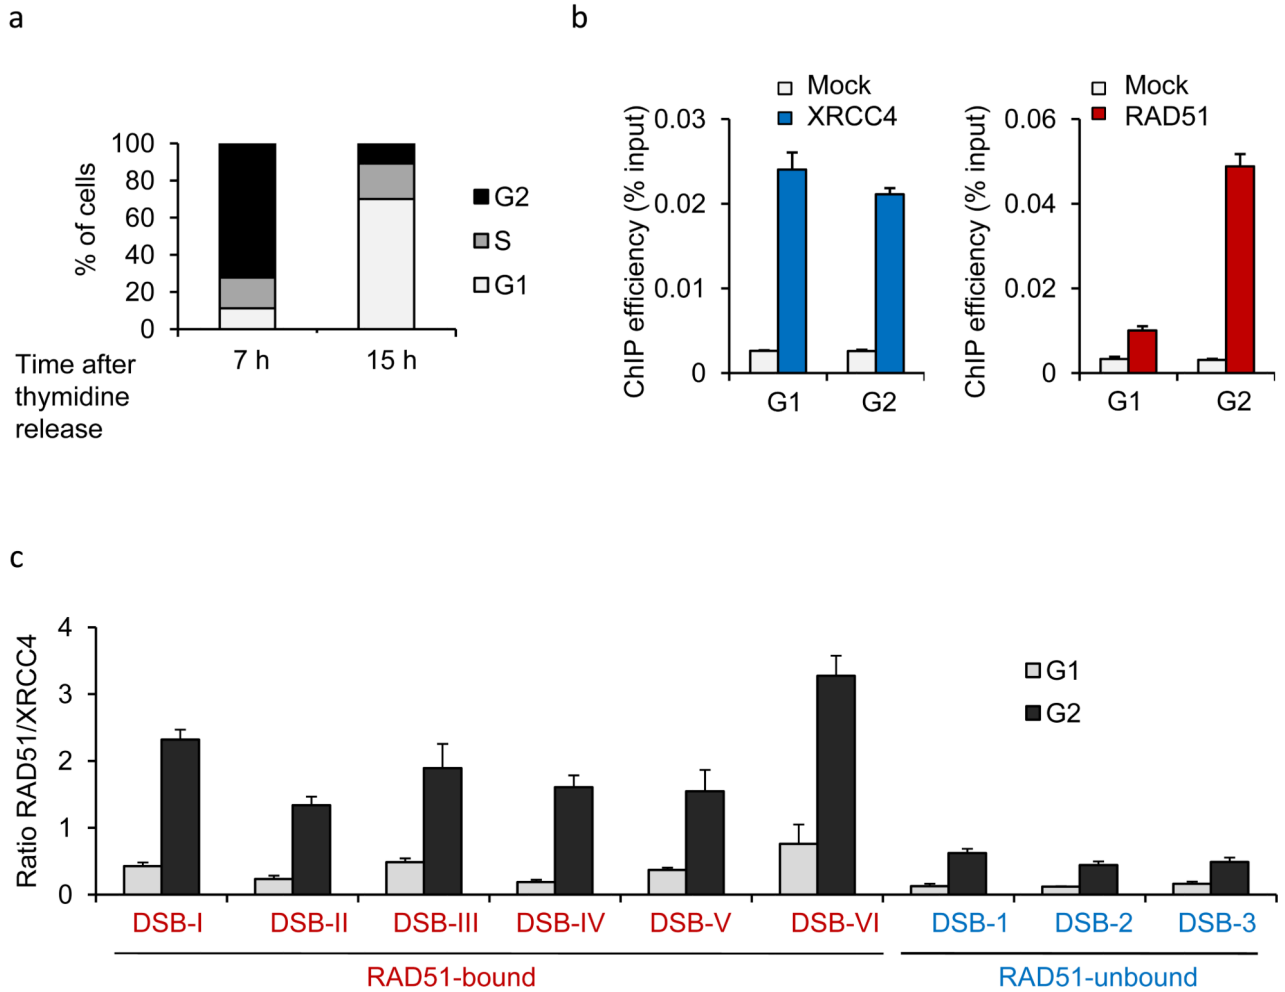 a
100
80
60
40
20
0
% of cells
G2
S
G1
7 h
15 h
Time after
thymidine
release
b
Mock
XRCC4
0.03
0.02
0.01
0
ChIP efficiency (% input)
G1
G2
Mock
RAD51
0.06
0.04
0.02
0
ChIP efficiency (% input)
G1
G2
c
4
3
2
1
0
Ratio RAD51/XRCC4
G1
G2
DSB-I DSB-II DSB-III DSB-IV DSB-V DSB-VI DSB-1 DSB-2 DSB-3
RAD51-bound RAD51-unbound